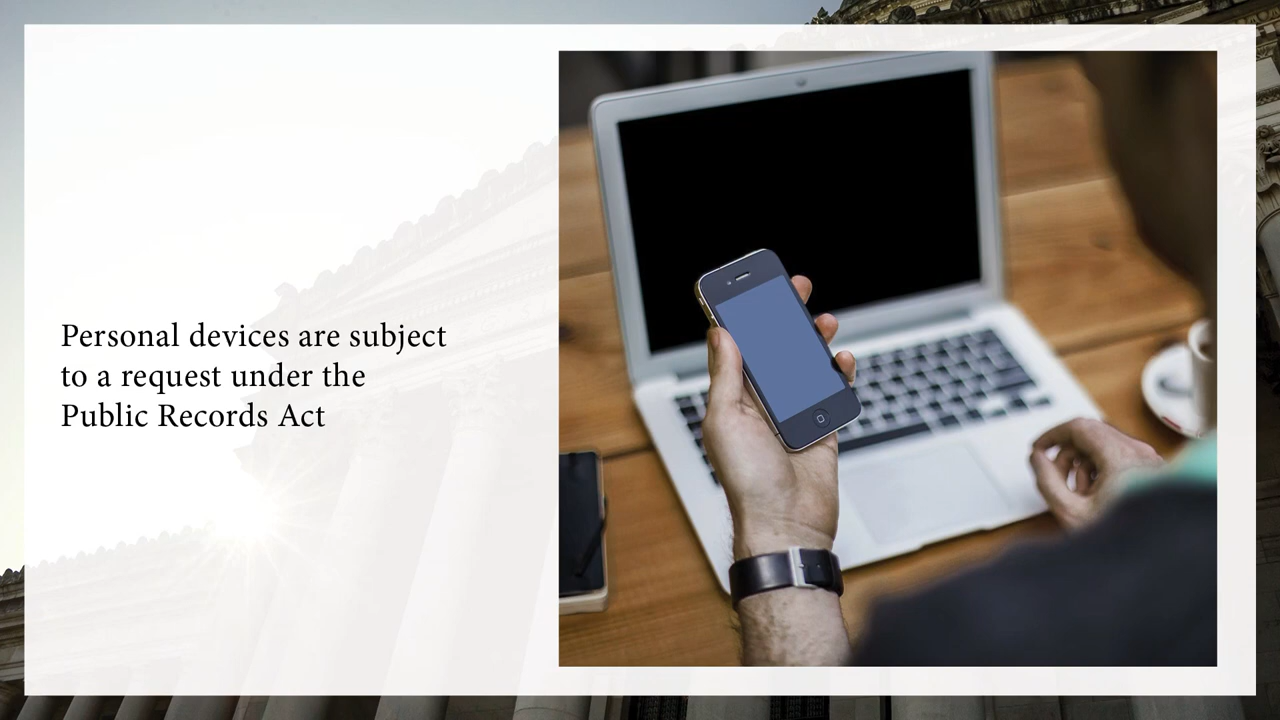 Personal devices are subject
to a request under the
Public Records Act